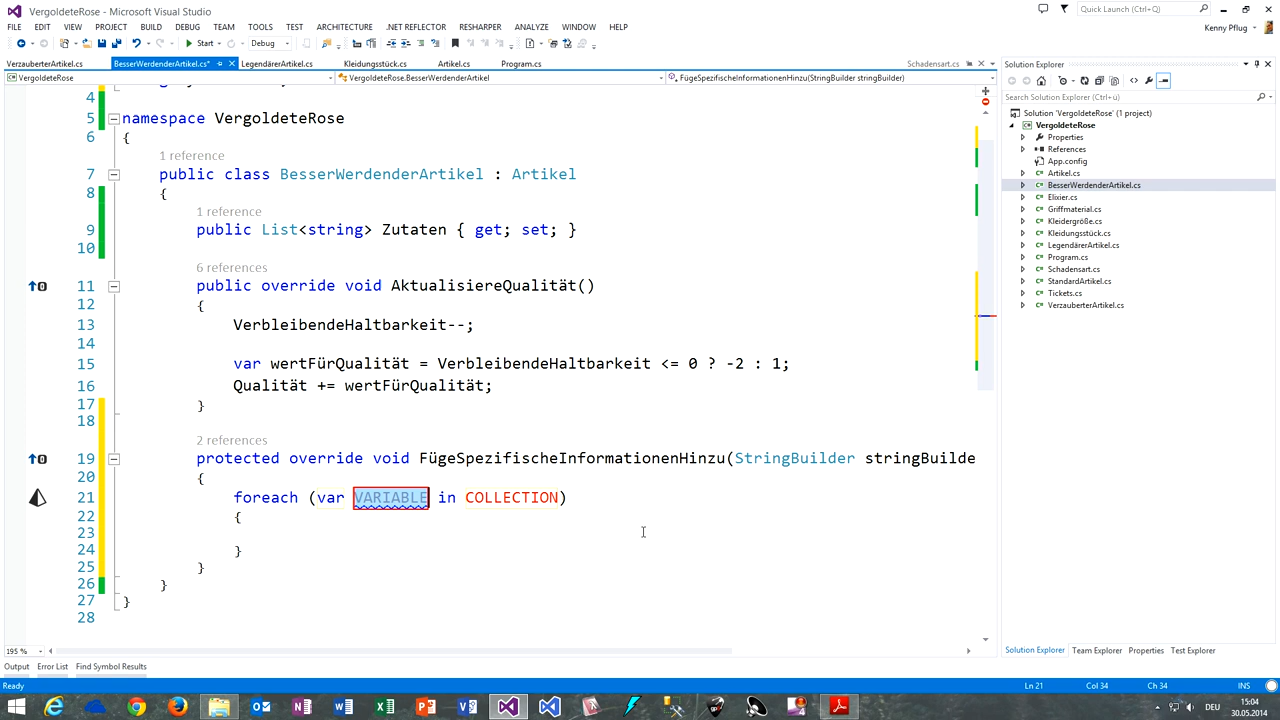 VergoldeteRose - Microsoft Visual Studio
Quick Launch (Ctrl+Q)
FILE EDIT VIEW PROJECT BUILD DEBUG TEAM TOOLS TEST ARCHITECTURE .NET REFLECTOR RESHARPER ANALYZE WINDOW HELP
Kenny Pflug
Start Debug
VerzauberterArtikel.cs BesserWerdenderArtikel.cs* LegendärerArtikel.cs Kleidungsstück.cs Artikel.cs Program.cs Schadensart.cs
VergoldeteRose VergoldeteRose.BesserWerdenderArtikel FügeSpezifischeInformationenHinzu(StringBuilder stringBuilder)
4
5 namespace VergoldeteRose
6 {
1 reference
7 public class BesserWerdenderArtikel : Artikel
8 {
1 reference
9 public List<string> Zutaten { get; set; }
10
6 references
11 public override void AktualisiereQualität()
12 {
13 VerbleibendeHaltbarkeit--;
14
15 var wertFürQualität = VerbleibendeHaltbarkeit <= 0 ? -2 : 1;
16 Qualität += wertFürQualität;
17 }
18
2 references
19 protected override void FügeSpezifischeInformationenHinzu(StringBuilder stringBuilde
20 {
21 foreach (var VARIABLE in COLLECTION)
22 {
23
24 }
25 }
26 }
27 }
28
195 %
Output Error List Find Symbol Results
Ready Ln 21 Col 34 Ch 34 INS
Solution Explorer
Search Solution Explorer (Ctrl+ü)
Solution 'VergoldeteRose' (1 project)
VergoldeteRose
Properties
References
App.config
Artikel.cs
BesserWerdenderArtikel.cs
Elixier.cs
Griffmaterial.cs
Kleidergröße.cs
Kleidungsstück.cs
LegendärerArtikel.cs
Program.cs
Schadensart.cs
StandardArtikel.cs
Tickets.cs
VerzauberterArtikel.cs
Solution Explorer Team Explorer Properties Test Explorer
DEU
15:04
30.05.2014